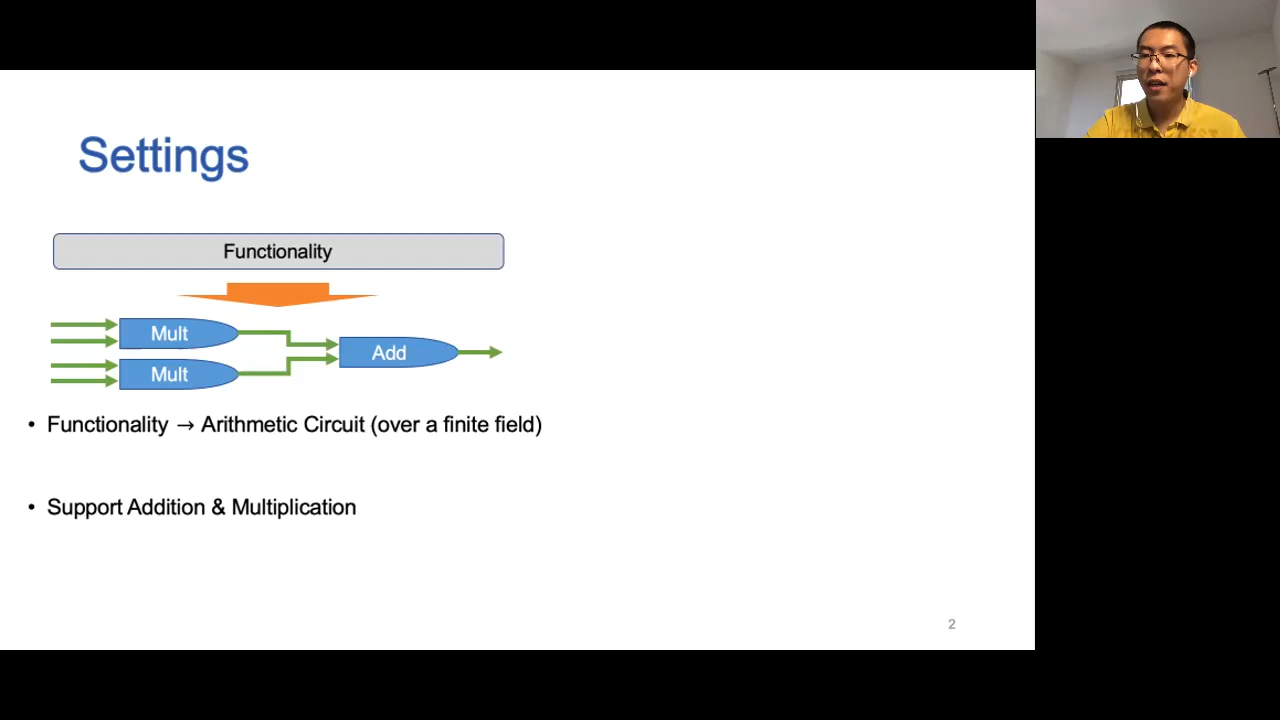 Settings
Functionality
Mult
Add
Mult
• Functionality → Arithmetic Circuit (over a finite field)
• Support Addition & Multiplication
2